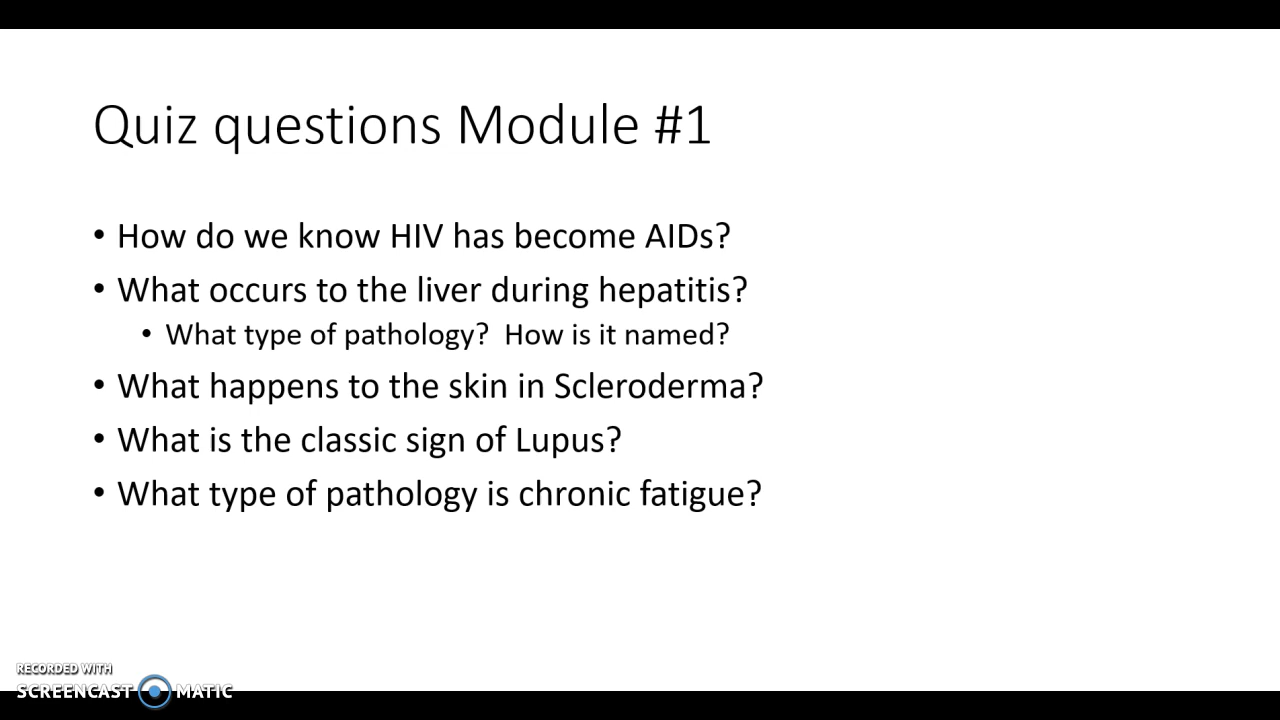 Quiz questions Module #1
• How do we know HIV has become AIDs?
• What occurs to the liver during hepatitis?
• What type of pathology?  How is it named?
• What happens to the skin in Scleroderma?
• What is the classic sign of Lupus?
• What type of pathology is chronic fatigue?
RECORDED WITH
SCREENCAST MATIC